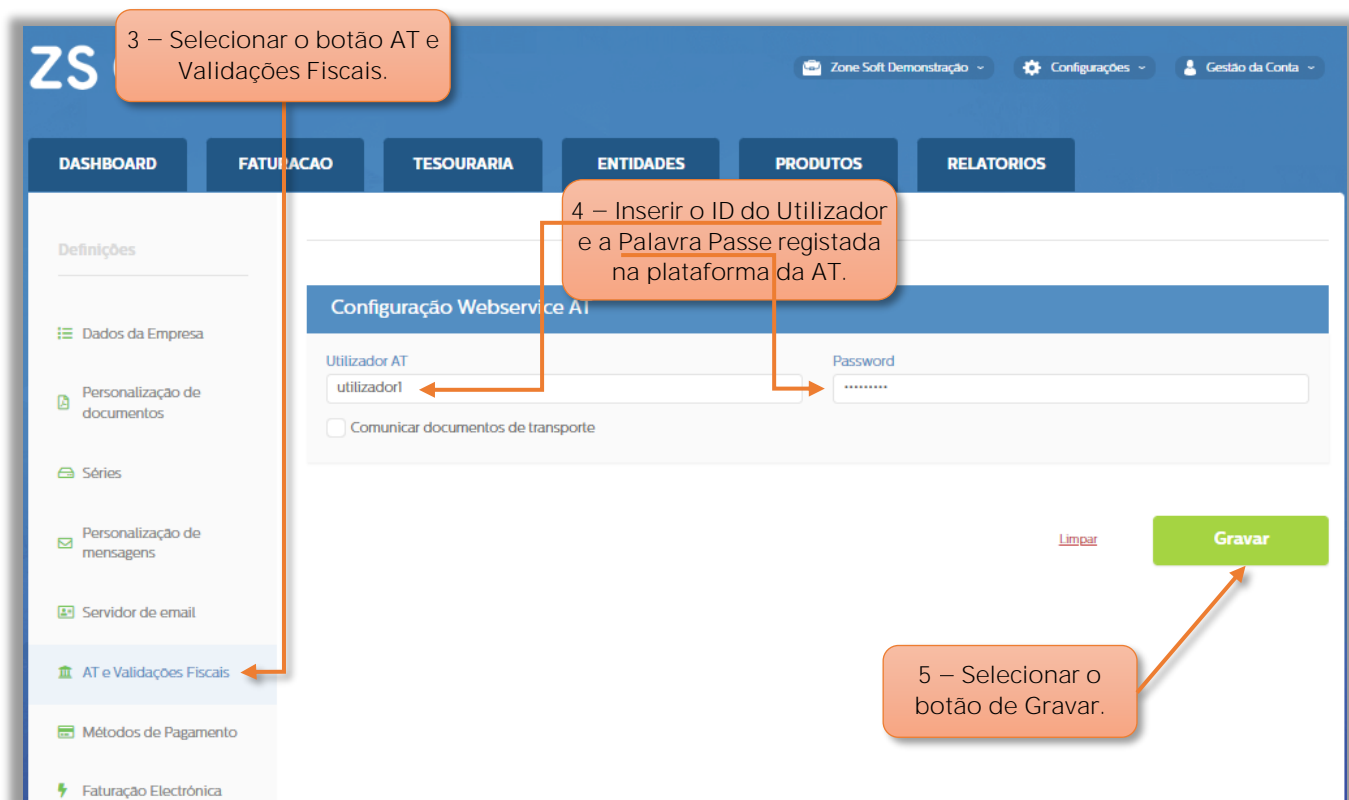 3 – Selecionar o botão AT e
Validações Fiscais.
ZS
Zone Soft Demonstração
Configurações
Gestão da Conta
DASHBOARD
FATURACAO
TESOURARIA
ENTIDADES
PRODUTOS
RELATORIOS
4 – Inserir o ID do Utilizador
e a Palavra Passe registada
na plataforma da AT.
Definições
Dados da Empresa
Personalização de
documentos
Séries
Personalização de
mensagens
Servidor de email
AT e Validações Fiscais
Métodos de Pagamento
Faturação Electrónica
Configuração Webservice AT
Utilizador AT
Password
utilizador1
•••••••••
Comunicar documentos de transporte
Limpar
Gravar
5 – Selecionar o
botão de Gravar.